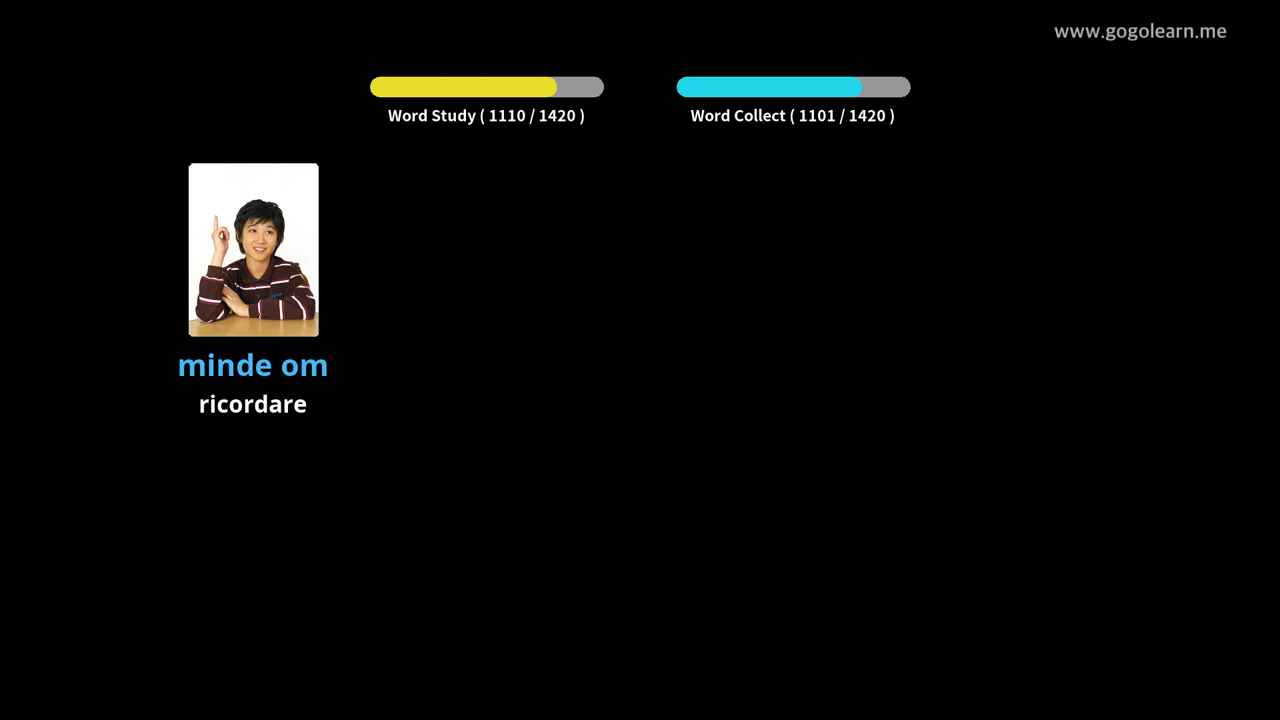 www.gogolearn.me
Word Study ( 1110 / 1420 )
Word Collect ( 1101 / 1420 )
minde om
ricordare